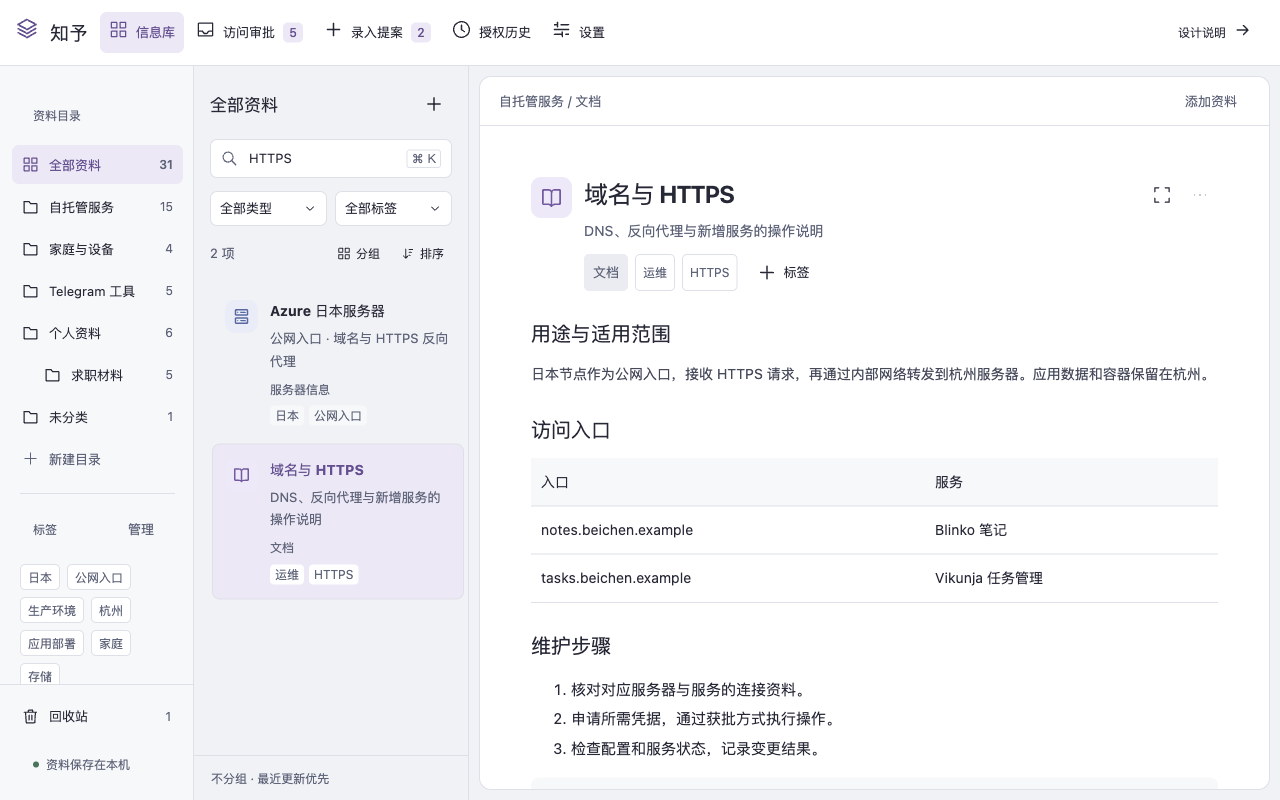 知予
信息库
访问审批 5
录入提案 2
授权历史
设置
设计说明
资料目录
全部资料 31
自托管服务 15
家庭与设备 4
Telegram 工具 5
个人资料 6
求职材料 5
未分类 1
新建目录
标签 管理
日本 公网入口
生产环境 杭州
应用部署 家庭
存储
回收站 1
资料保存在本机
全部资料
HTTPS ⌘ K
全部类型 全部标签
2 项 分组 排序
Azure 日本服务器
公网入口 · 域名与 HTTPS 反向
代理
服务器信息
日本 公网入口
域名与 HTTPS
DNS、反向代理与新增服务的
操作说明
文档
运维 HTTPS
不分组 · 最近更新优先
自托管服务 / 文档 添加资料
域名与 HTTPS
DNS、反向代理与新增服务的操作说明
文档 运维 HTTPS 标签
用途与适用范围
日本节点作为公网入口，接收 HTTPS 请求，再通过内部网络转发到杭州服务器。应用数据和容器保留在杭州。
访问入口
入口 服务
notes.beichen.example Blinko 笔记
tasks.beichen.example Vikunja 任务管理
维护步骤
1. 核对对应服务器与服务的连接资料。
2. 申请所需凭据，通过获批方式执行操作。
3. 检查配置和服务状态，记录变更结果。